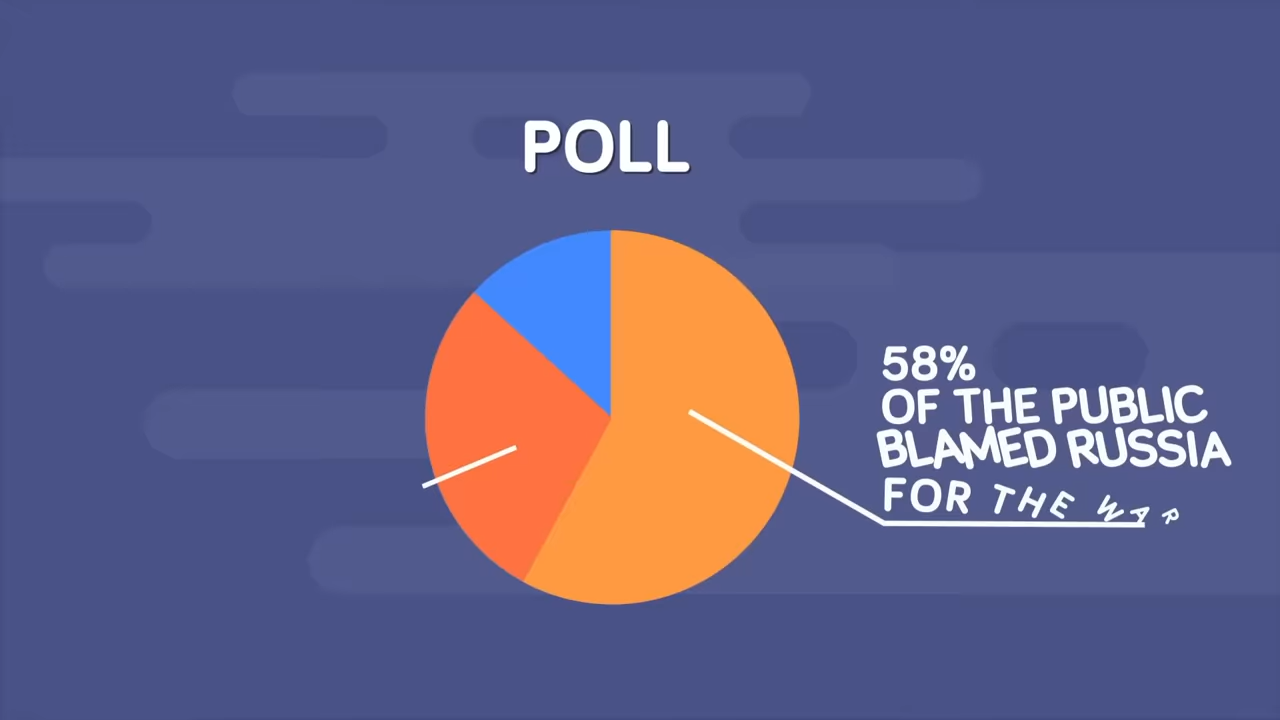 POLL
58%
OF THE PUBLIC
BLAMED RUSSIA
FOR THE WAR